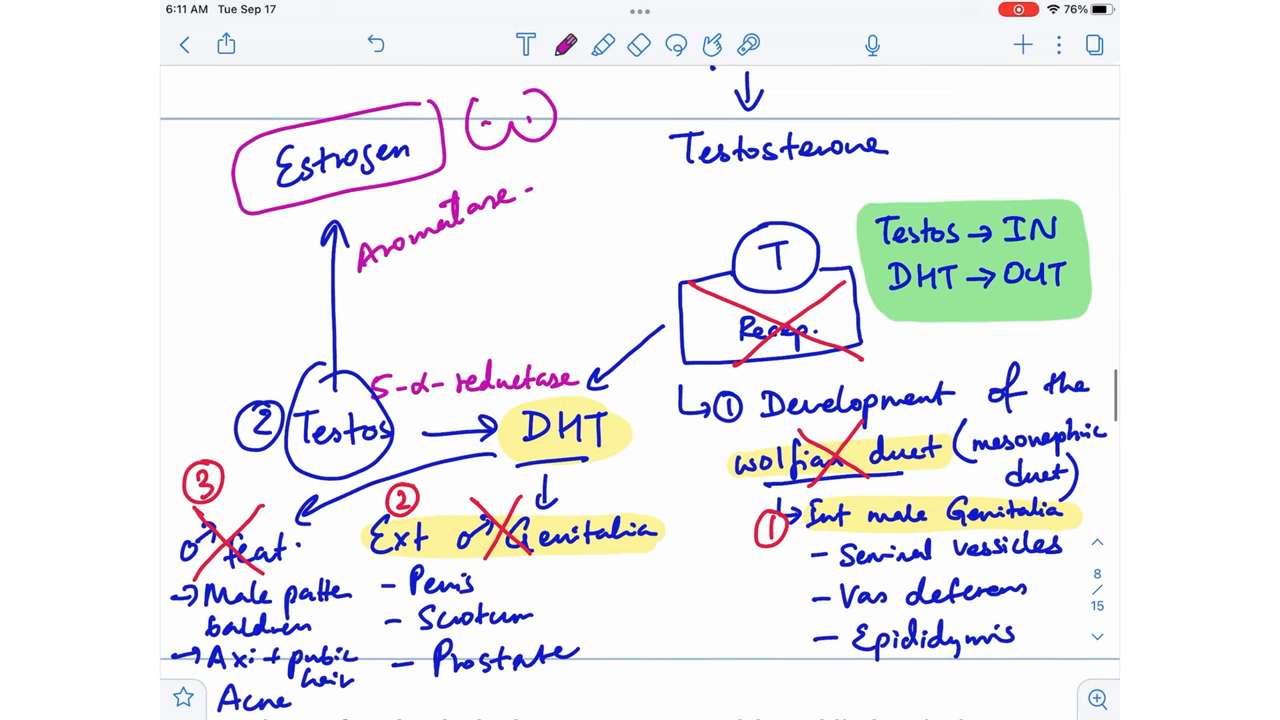 6:11 AM Tue Sep 17
76%
Testosterone
Estrogen
Aromatase
T
Recep.
Testos → IN
DHT → OUT
5-α-reductase
② Testos → DHT
↳ ① Development of the
wolfian duct (mesonephric
duct)
① ↳ Int male Genitalia
- Seminal vessicles
- Vas deferens
- Epididymis
②
Ext ♂ Genitalia
- Penis
- Scrotum
- Prostate
③
♂ feat.
→ Male patten
baldnen
→ Axi + pubic
hair
Acne
8
/
15